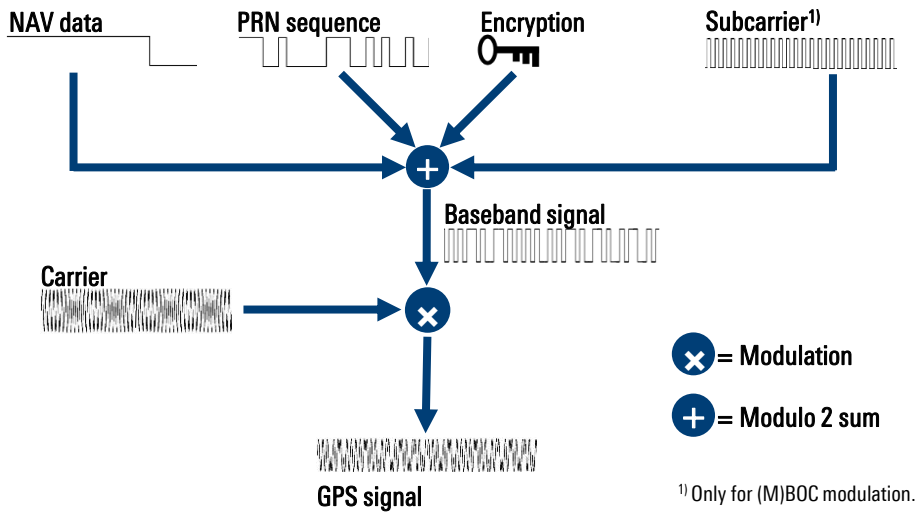 NAV data
PRN sequence
Encryption
Subcarrier1)
Baseband signal
Carrier
= Modulation
= Modulo 2 sum
GPS signal
1) Only for (M)BOC modulation.